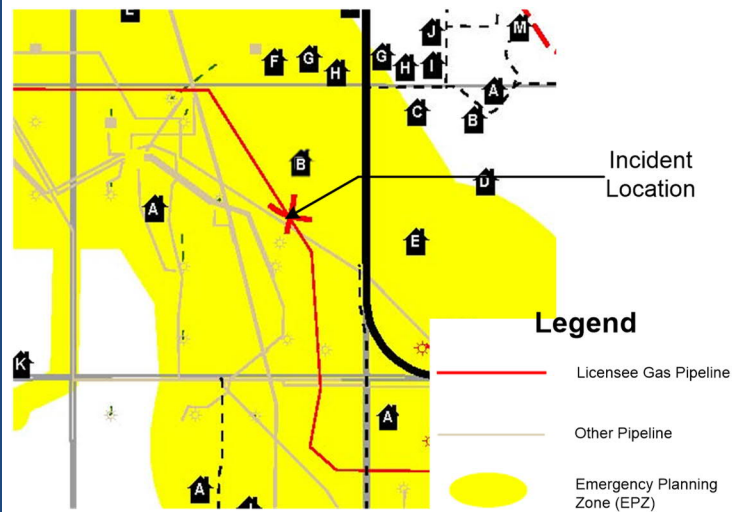 E
J
M
F
G
H
G
H
I
A
C
B
B
D
A
E
Incident
Location
K
A
A
Legend
Licensee Gas Pipeline
Other Pipeline
Emergency Planning
Zone (EPZ)